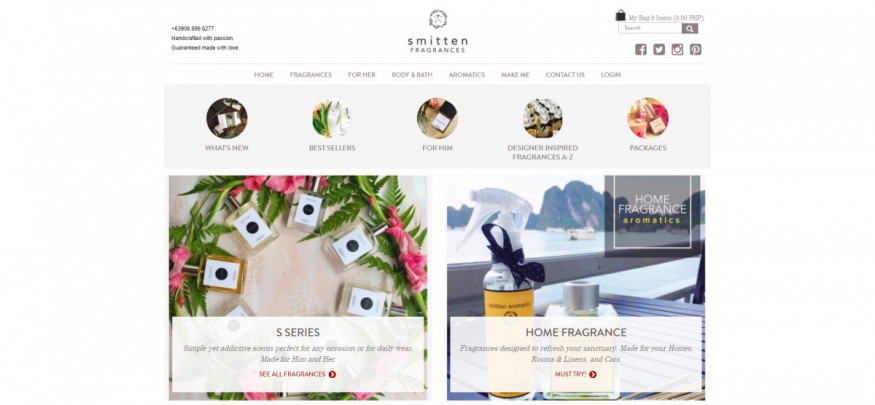 +63906.899.6277
Handcrafted with passion.
Guaranteed made with love.
smitten
FRAGRANCES
My Bag 0 Items (0.00 PHP)
Search
HOME FRAGRANCES FOR HER BODY & BATH AROMATICS MAKE ME CONTACT US LOGIN
WHAT'S NEW
BEST SELLERS
FOR HIM
DESIGNER INSPIRED
FRAGRANCES A-Z
PACKAGES
S SERIES
Simple yet addictive scents perfect for any occasion or for daily wear.
Made for Him and Her.
SEE ALL FRAGRANCES
HOME
FRAGRANCE
aromatics
smitten aromatics
HOME FRAGRANCE
Fragrances designed to refresh your sanctuary. Made for your Homes,
Rooms & Linens, and Cars.
MUST TRY!